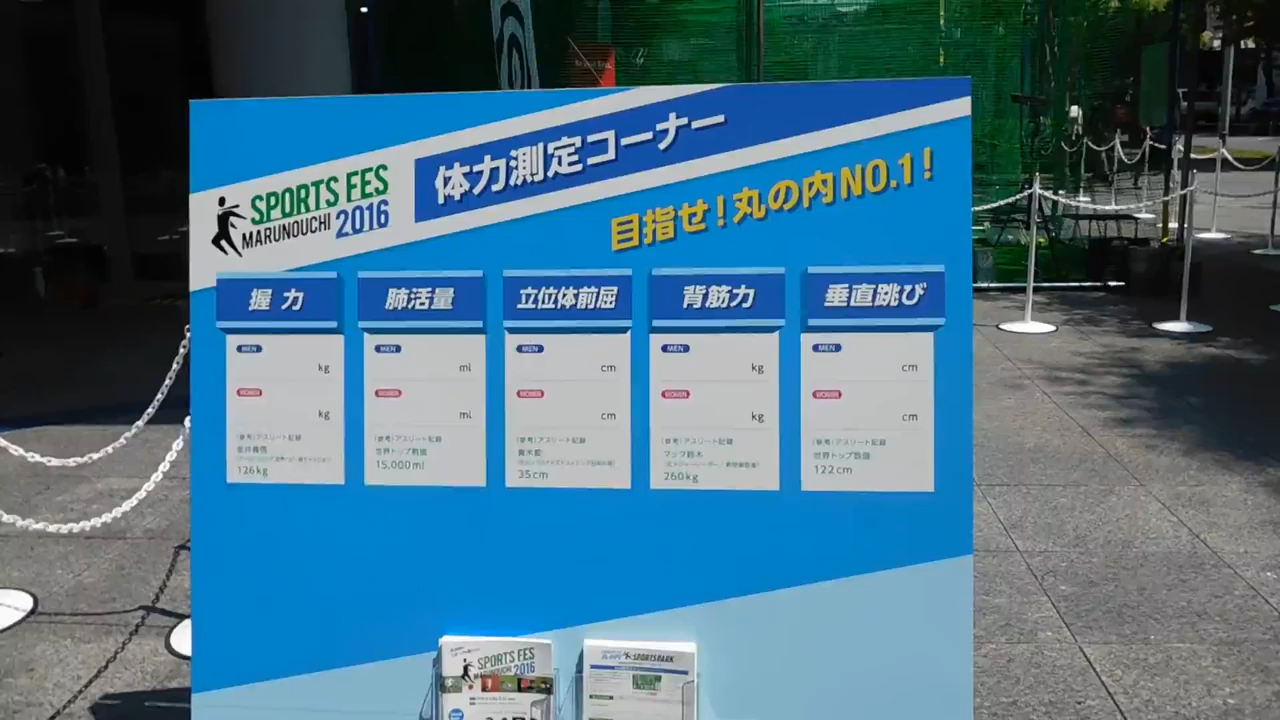 SPORTS FES
MARUNOUCHI 2016
体力測定コーナー
目指せ!丸の内NO.1!
握力
MEN
kg
WOMEN
kg
(参考)アスリート記録
126kg
肺活量
MEN
ml
WOMEN
ml
(参考)アスリート記録
世界トップ数値
15,000ml
立位体前屈
MEN
cm
WOMEN
cm
(参考)アスリート記録
35cm
背筋力
MEN
kg
WOMEN
kg
(参考)アスリート記録
マック鈴木
260kg
垂直跳び
MEN
cm
WOMEN
cm
(参考)アスリート記録
世界トップ数値
122cm
SPORTS FES
MARUNOUCHI 2016
SPORTS PARK